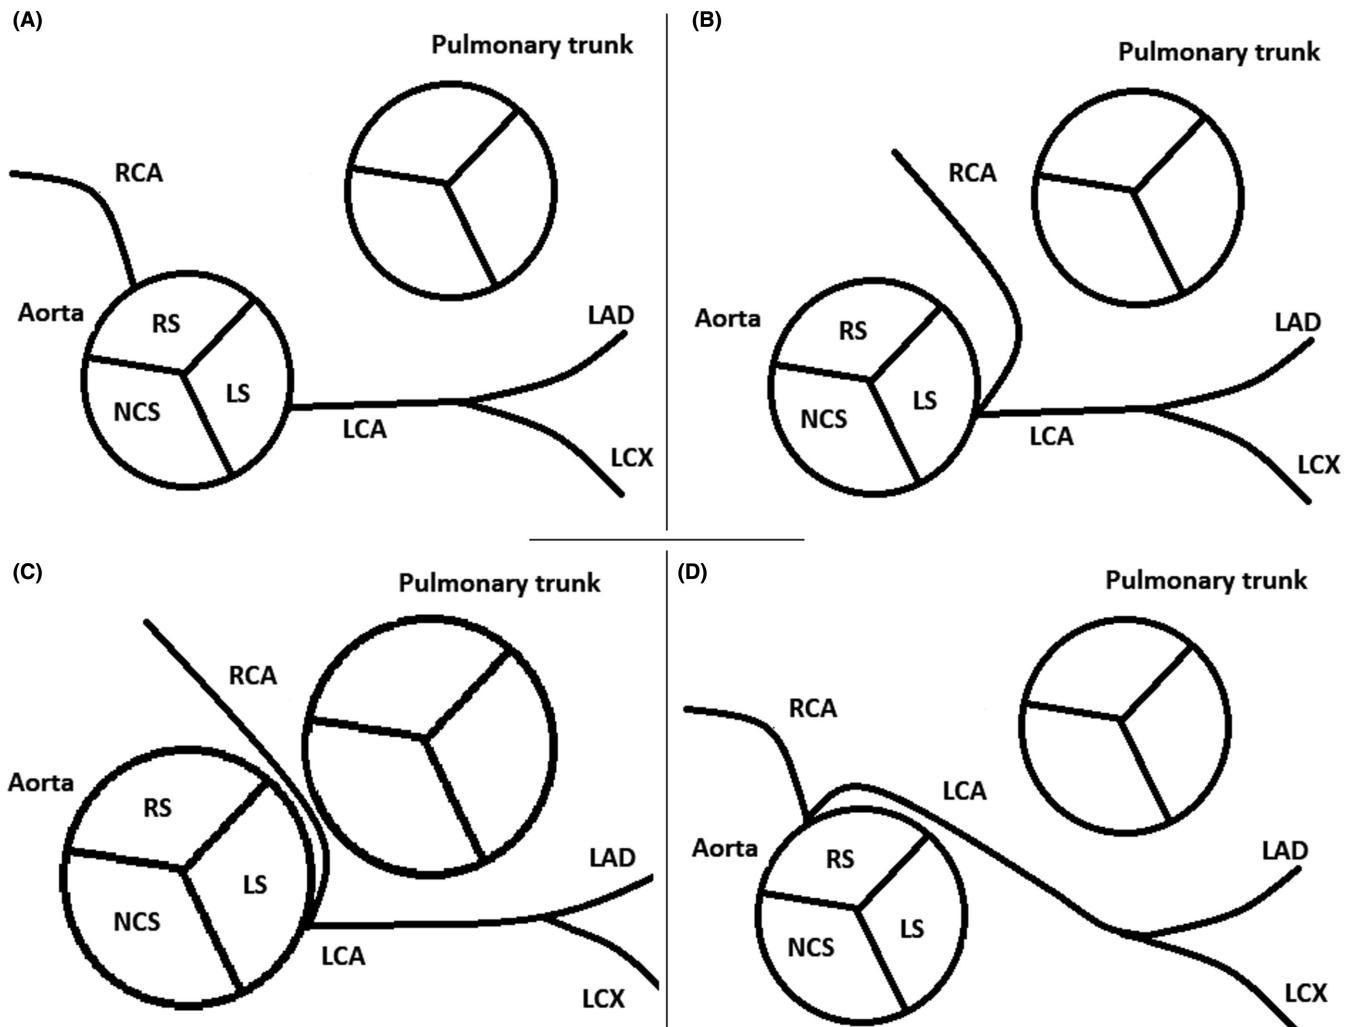 (A)
Pulmonary trunk
RCA
Aorta
RS
LS
NCS
LAD
LCA
LCX
(B)
Pulmonary trunk
RCA
Aorta
RS
LS
NCS
LAD
LCA
LCX
(C)
Pulmonary trunk
RCA
Aorta
RS
LS
NCS
LAD
LCA
LCX
(D)
Pulmonary trunk
RCA
LCA
Aorta
RS
LS
NCS
LAD
LCX